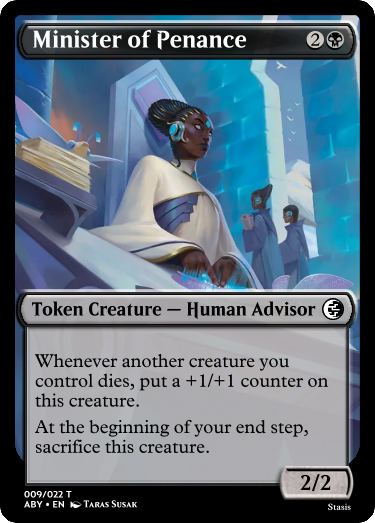 Minister of Penance 2
Token Creature — Human Advisor
Whenever another creature you
control dies, put a +1/+1 counter on
this creature.
At the beginning of your end step,
sacrifice this creature.
2/2
009/022 T
ABY • EN Taras Susak
Stasis